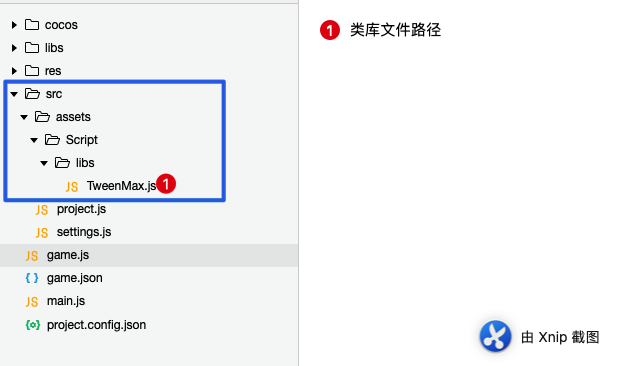 cocos
libs
res
src
assets
Script
libs
JS TweenMax.js 1
JS project.js
JS settings.js
JS game.js
{ } game.json
JS main.js
{o} project.config.json
1 类库文件路径
由 Xnip 截图